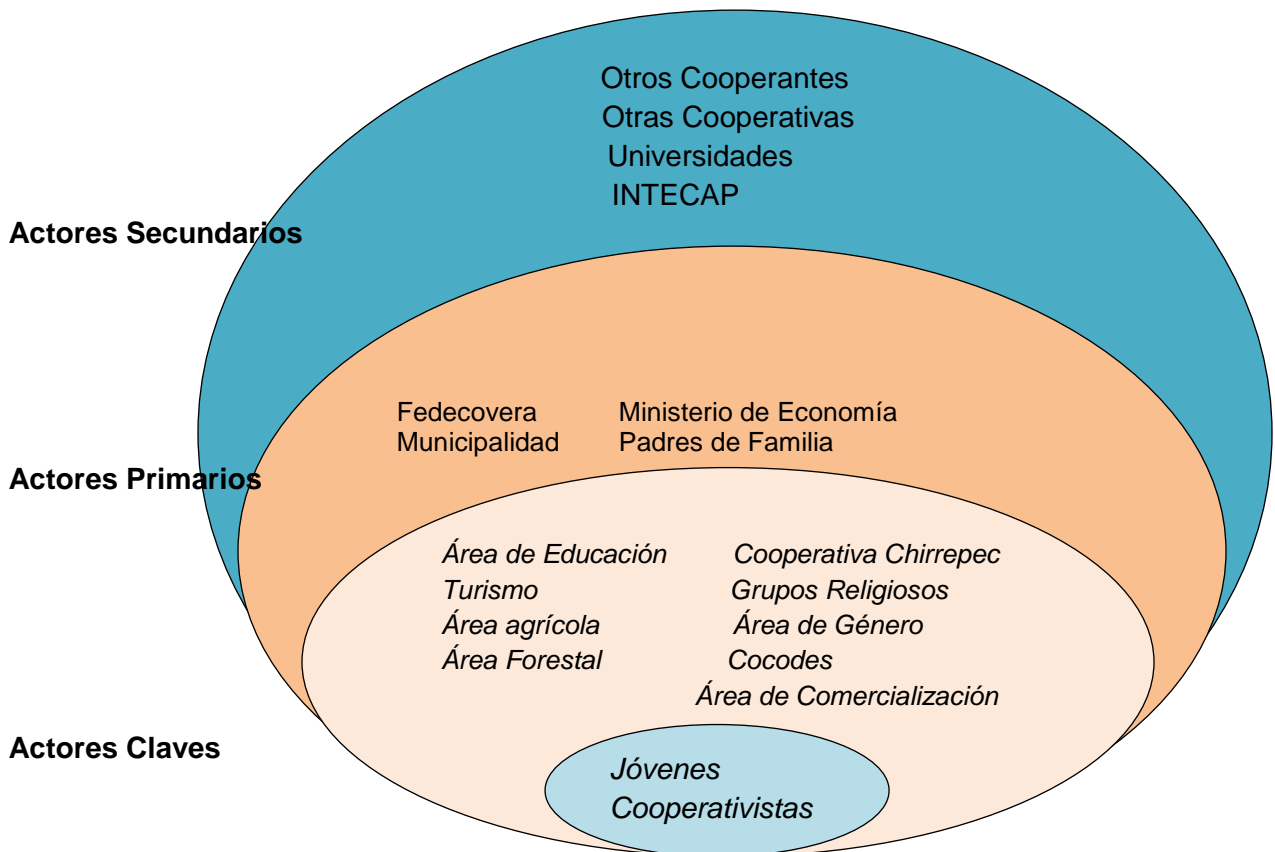 Otros Cooperantes
Otras Cooperativas
Universidades
INTECAP
Actores Secundarios
Fedecovera Ministerio de Economía
Municipalidad Padres de Familia
Actores Primarios
Área de Educación Cooperativa Chirrepec
Turismo Grupos Religiosos
Área agrícola Área de Género
Área Forestal Cocodes
Área de Comercialización
Actores Claves
Jóvenes
Cooperativistas